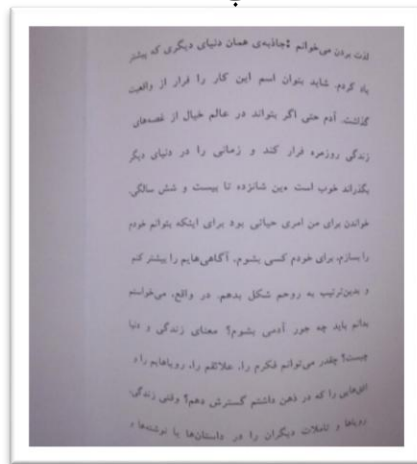 لذت بردن می‌خوانم :جاذبه‌ی همان دنیای دیگری که پیشتر
یاد کردم. شاید بتوان اسم این کار را فرار از واقعیت
گذاشت. آدم حتی اگر بتواند در عالم خیال از غصه‌های
زندگی روزمره فرار کند و زمانی را در دنیای دیگر
بگذراند خوب است. بین شانزده تا بیست و شش سالگی،
خواندن برای من امری حیاتی بود برای اینکه بتوانم خودم
را بسازم، برای خودم کسی بشوم، آگاهی‌هایم را بیشتر کنم
و بدین‌ترتیب به روحم شکل بدهم. در واقع، می‌خواستم
بدانم باید چه جور آدمی بشوم؟ معنای زندگی و دنیا
چیست؟ چقدر می‌توانم فکرم را، علائقم را، رویاهایم را و
افق‌هایی را که در ذهن داشتم گسترش دهم؟ وقتی زندگی،
رویاها و تاملات دیگران را در داستان‌ها یا نوشته‌ها و